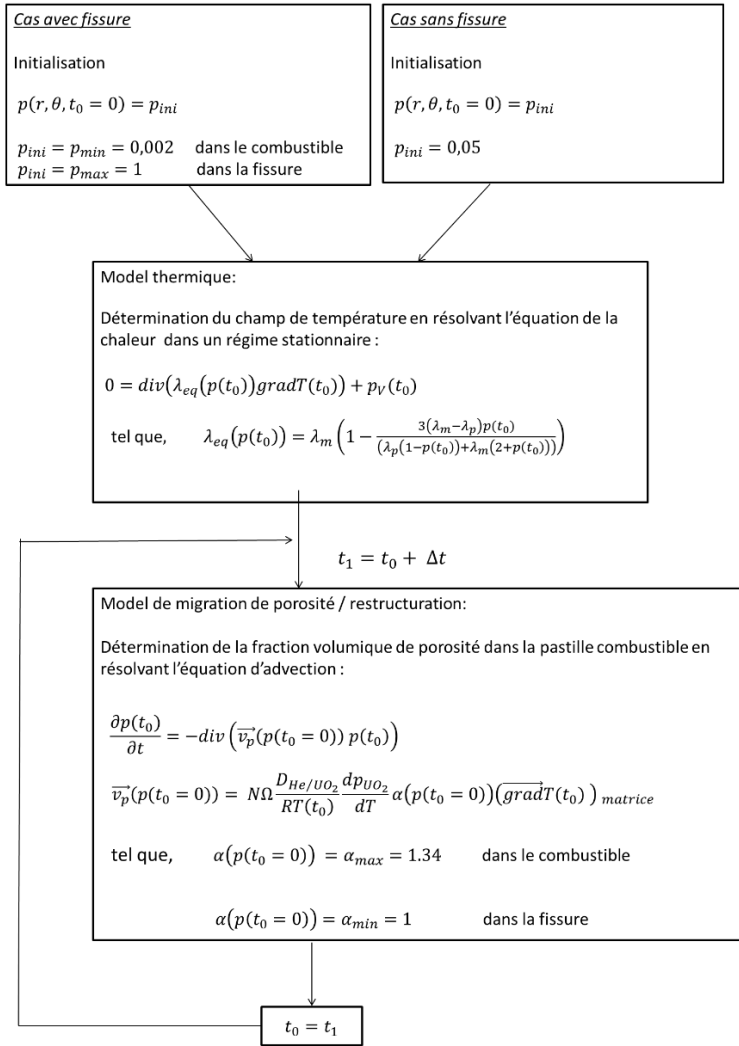 Cas avec fissure
Initialisation
p(r, θ, t₀ = 0) = p_ini
p_ini = p_min = 0,002 dans le combustible
p_ini = p_max = 1 dans la fissure
Cas sans fissure
Initialisation
p(r, θ, t₀ = 0) = p_ini
p_ini = 0,05
Model thermique:
Détermination du champ de température en résolvant l'équation de la
chaleur dans un régime stationnaire :
0 = div(λ_eq(p(t₀))gradT(t₀)) + p_V(t₀)
tel que, λ_eq(p(t₀)) = λ_m (1 − 3(λ_m−λ_p)p(t₀) / (λ_p(1−p(t₀))+λ_m(2+p(t₀))))
t₁ = t₀ + Δt
Model de migration de porosité / restructuration:
Détermination de la fraction volumique de porosité dans la pastille combustible en
résolvant l'équation d'advection :
∂p(t₀)/∂t = −div (v_p⃗(p(t₀ = 0)) p(t₀))
v_p⃗(p(t₀ = 0)) = NΩ D_He/UO₂/RT(t₀) dp_UO₂/dT α(p(t₀ = 0))(grad⃗T(t₀) )_matrice
tel que, α(p(t₀ = 0)) = α_max = 1.34 dans le combustible
α(p(t₀ = 0)) = α_min = 1 dans la fissure
t₀ = t₁